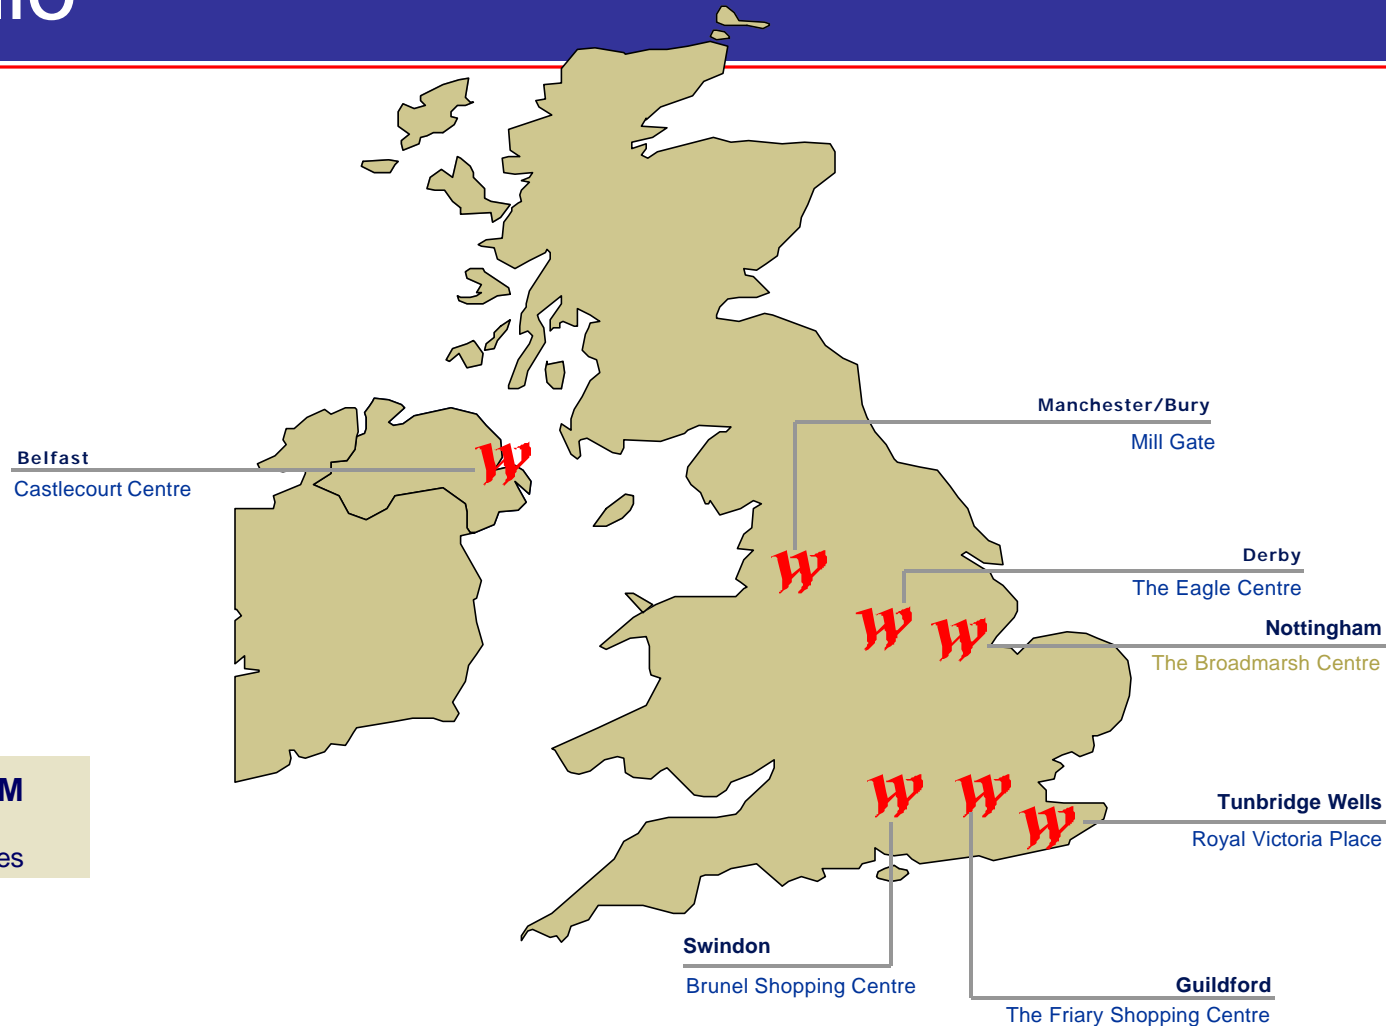 Manchester/Bury
Mill Gate
Belfast
Castlecourt Centre
Derby
The Eagle Centre
Nottingham
The Broadmarsh Centre
Tunbridge Wells
Royal Victoria Place
Swindon
Brunel Shopping Centre
Guildford
The Friary Shopping Centre